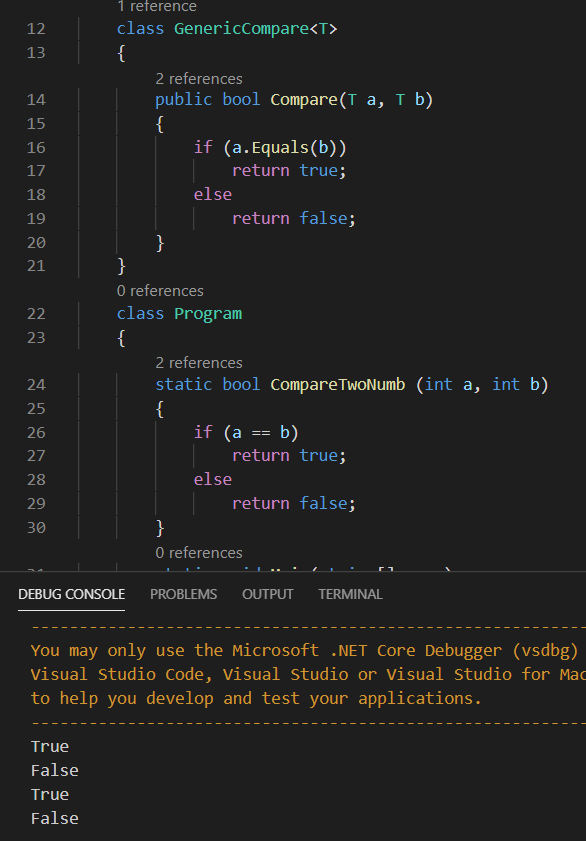 1 reference
12 class GenericCompare<T>
13 {
2 references
14 public bool Compare(T a, T b)
15 {
16 if (a.Equals(b))
17 return true;
18 else
19 return false;
20 }
21 }
0 references
22 class Program
23 {
2 references
24 static bool CompareTwoNumb (int a, int b)
25 {
26 if (a == b)
27 return true;
28 else
29 return false;
30 }
0 references
DEBUG CONSOLE PROBLEMS OUTPUT TERMINAL
----------------------------------------------------------
You may only use the Microsoft .NET Core Debugger (vsdbg)
Visual Studio Code, Visual Studio or Visual Studio for Mac
to help you develop and test your applications.
----------------------------------------------------------
True
False
True
False